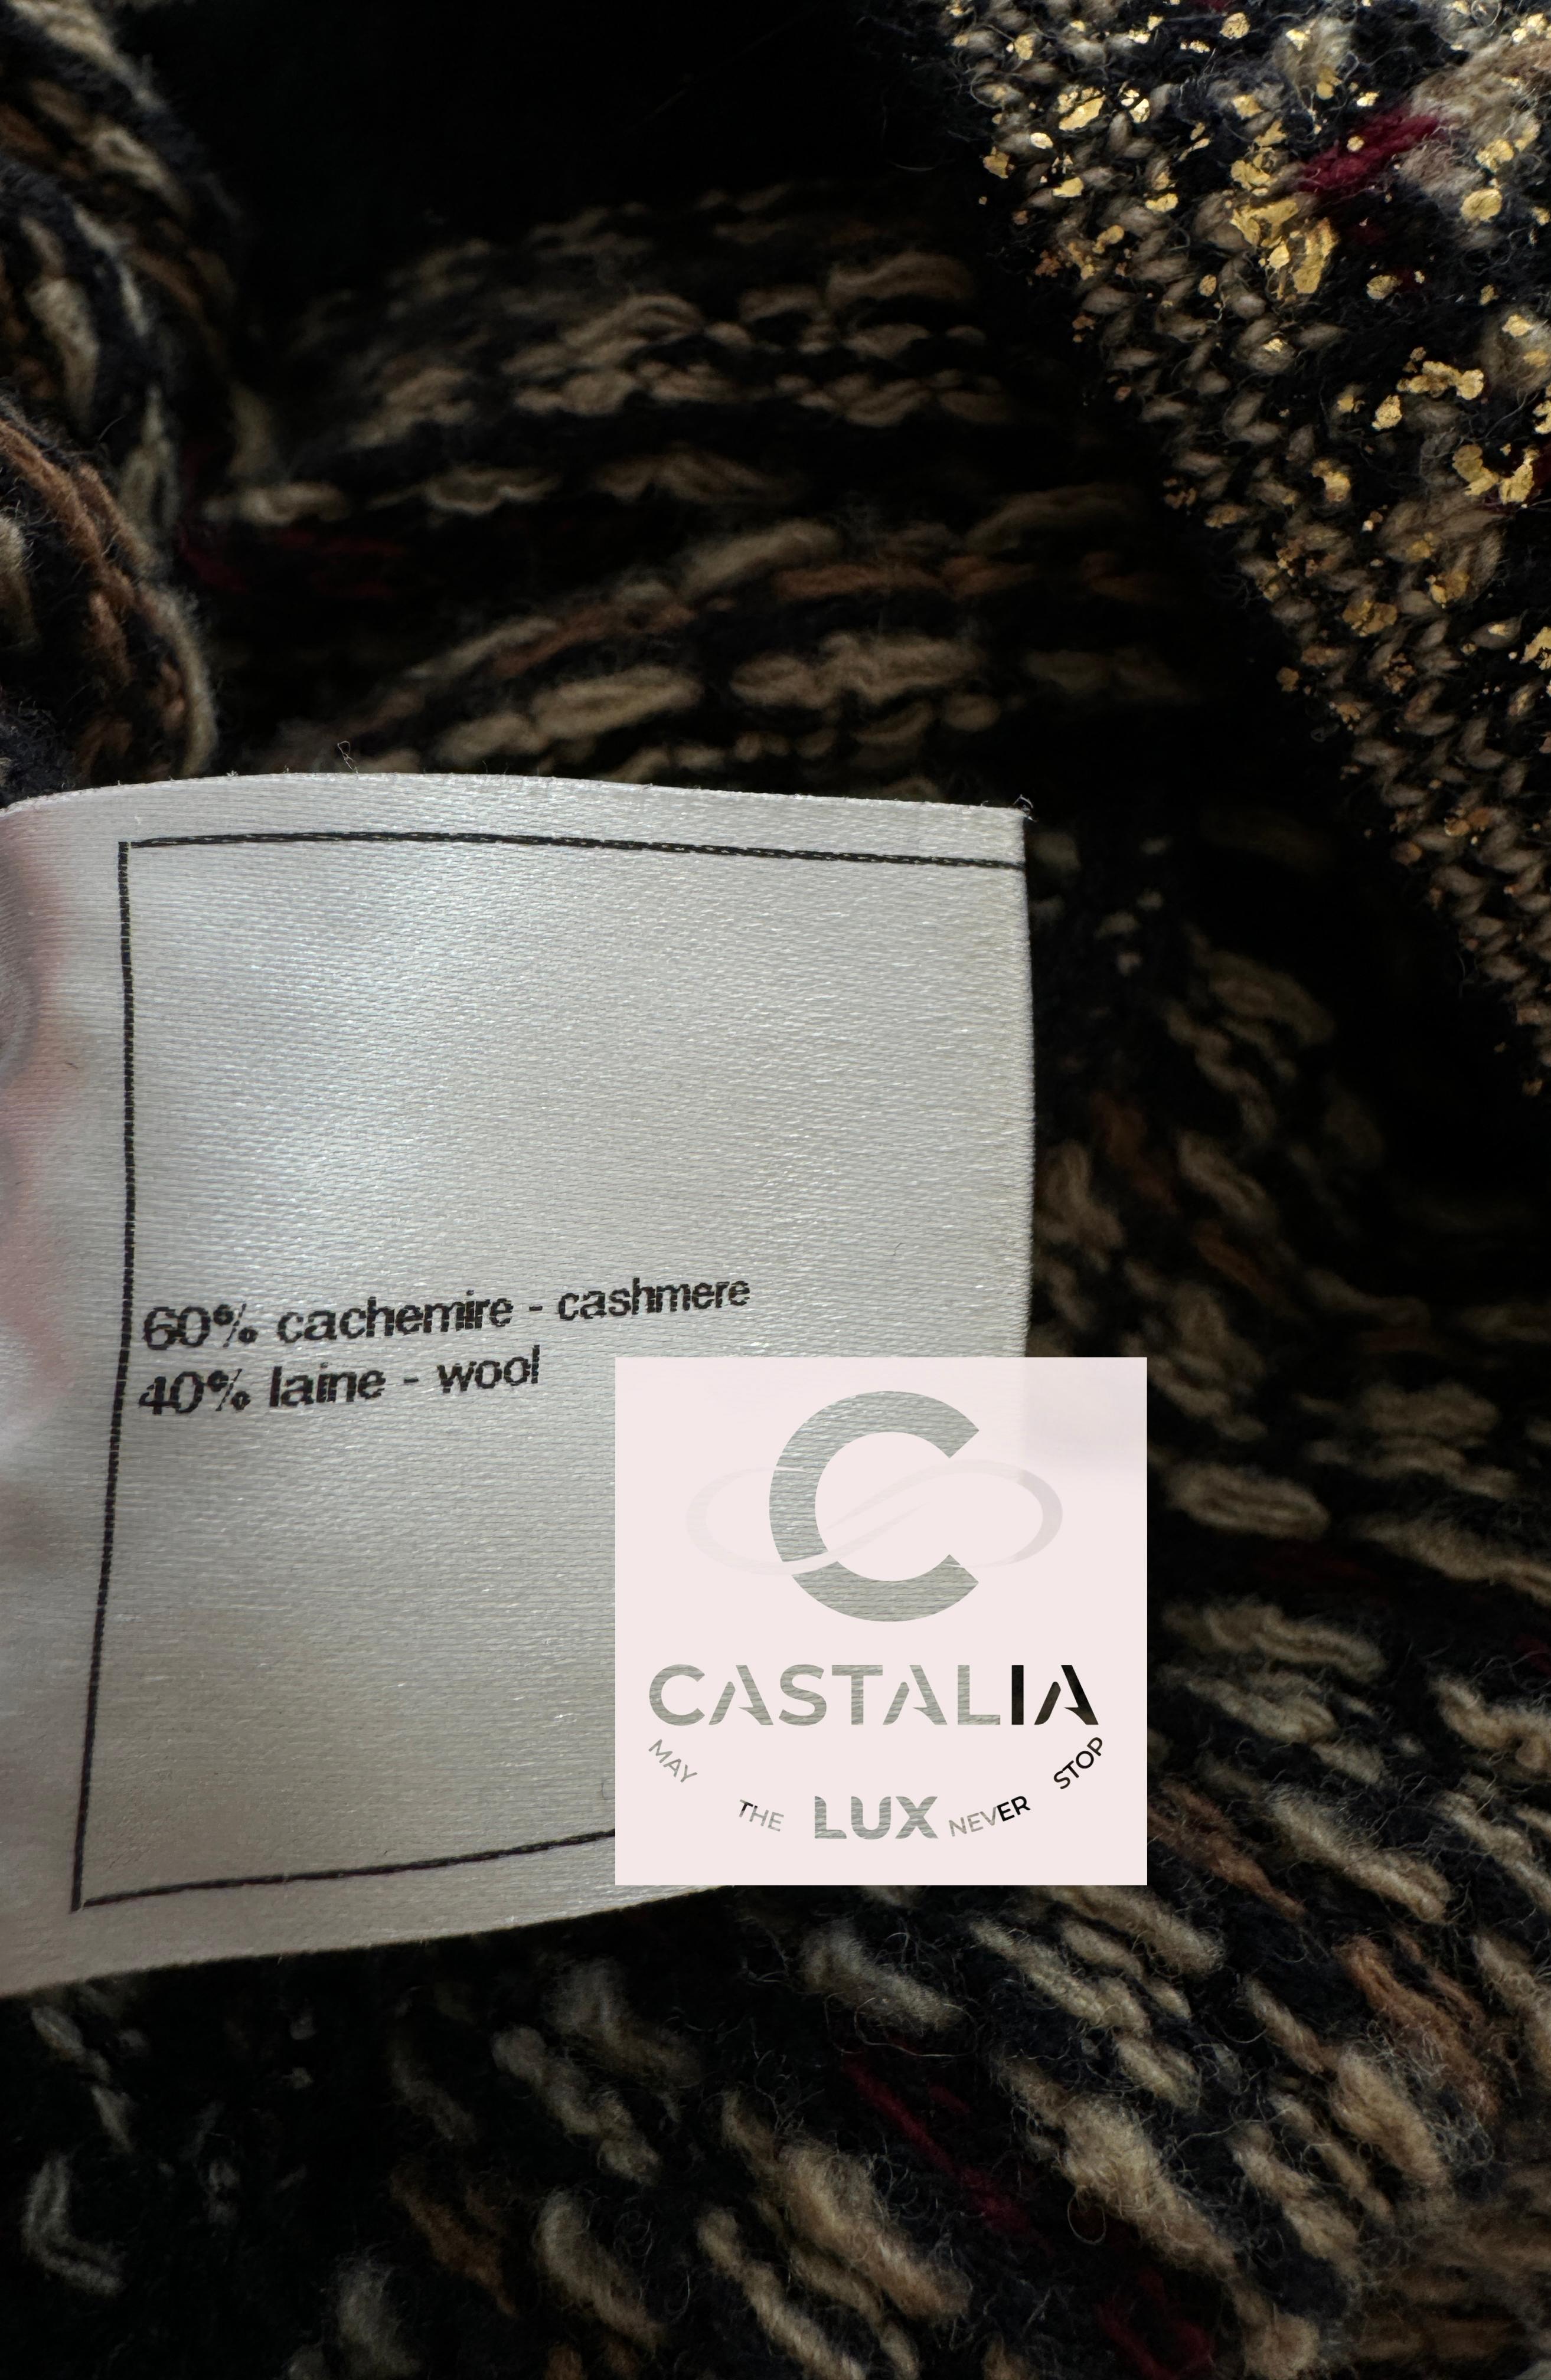 60% cachemire - cashmere
40% laine - wool
CASTALIA
MAY THE LUX NEVER STOP